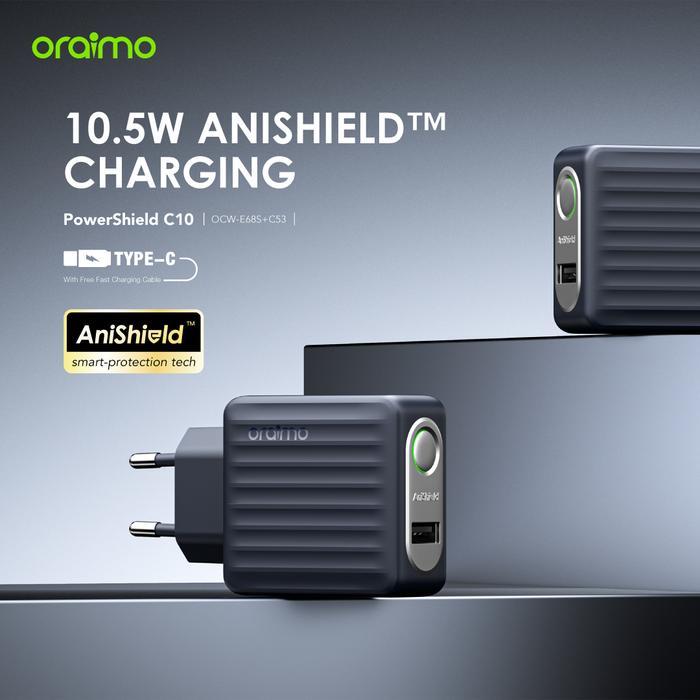 oraimo
10.5W ANISHIELD™
CHARGING
PowerShield C10 | OCW-E68S+C53 |
TYPE-C
With Free Fast Charging Cable
AniShield™
smart-protection tech
AniShield
oraimo
AniShield